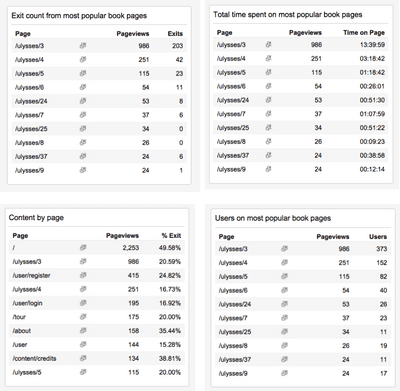 Exit count from most popular book pages
Page Pageviews Exits
/ulysses/3 986 203
/ulysses/4 251 42
/ulysses/5 115 23
/ulysses/6 54 11
/ulysses/24 53 8
/ulysses/7 37 6
/ulysses/25 34 0
/ulysses/8 26 0
/ulysses/37 24 6
/ulysses/9 24 1
Total time spent on most popular book pages
Page Pageviews Time on Page
/ulysses/3 986 13:39:59
/ulysses/4 251 03:18:42
/ulysses/5 115 01:18:42
/ulysses/6 54 00:26:01
/ulysses/24 53 00:51:30
/ulysses/7 37 01:07:59
/ulysses/25 34 00:51:22
/ulysses/8 26 00:09:23
/ulysses/37 24 00:38:58
/ulysses/9 24 00:12:14
Content by page
Page Pageviews % Exit
/ 2,253 49.58%
/ulysses/3 986 20.59%
/user/register 415 24.82%
/ulysses/4 251 16.73%
/user/login 195 16.92%
/tour 175 20.00%
/about 158 35.44%
/user 144 15.28%
/content/credits 134 38.81%
/ulysses/5 115 20.00%
Users on most popular book pages
Page Pageviews Users
/ulysses/3 986 373
/ulysses/4 251 152
/ulysses/5 115 82
/ulysses/6 54 40
/ulysses/24 53 26
/ulysses/7 37 23
/ulysses/25 34 11
/ulysses/8 26 19
/ulysses/37 24 11
/ulysses/9 24 17